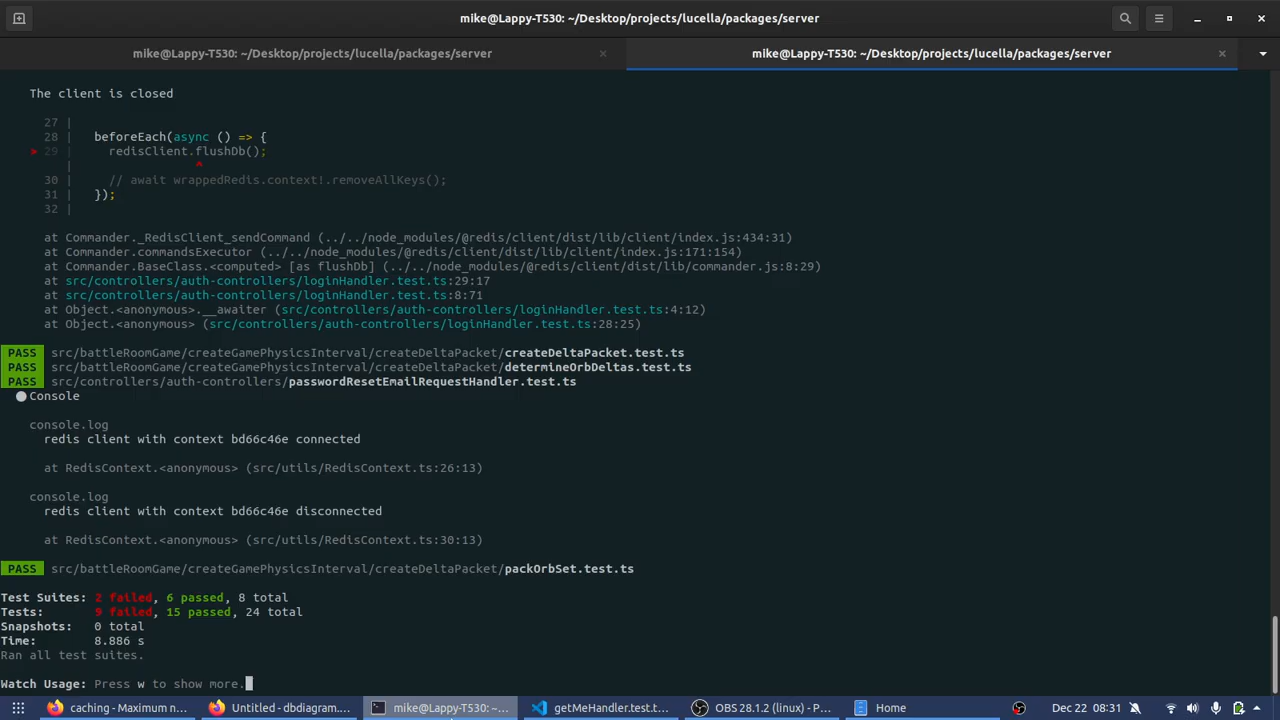 mike@Lappy-T530: ~/Desktop/projects/lucella/packages/server
mike@Lappy-T530: ~/Desktop/projects/lucella/packages/server × mike@Lappy-T530: ~/Desktop/projects/lucella/packages/server ×
The client is closed
27 |
28 | beforeEach(async () => {
29 | redisClient.flushDb();
| ^
30 | // await wrappedRedis.context!.removeAllKeys();
31 | });
32 |
at Commander._RedisClient_sendCommand (../../node_modules/@redis/client/dist/lib/client/index.js:434:31)
at Commander.commandsExecutor (../../node_modules/@redis/client/dist/lib/client/index.js:171:154)
at Commander.BaseClass.<computed> [as flushDb] (../../node_modules/@redis/client/dist/lib/commander.js:8:29)
at src/controllers/auth-controllers/loginHandler.test.ts:29:17
at src/controllers/auth-controllers/loginHandler.test.ts:8:71
at Object.<anonymous>.__awaiter (src/controllers/auth-controllers/loginHandler.test.ts:4:12)
at Object.<anonymous> (src/controllers/auth-controllers/loginHandler.test.ts:28:25)
PASS src/battleRoomGame/createGamePhysicsInterval/createDeltaPacket/createDeltaPacket.test.ts
PASS src/battleRoomGame/createGamePhysicsInterval/createDeltaPacket/determineOrbDeltas.test.ts
PASS src/controllers/auth-controllers/passwordResetEmailRequestHandler.test.ts
● Console
console.log
redis client with context bd66c46e connected
at RedisContext.<anonymous> (src/utils/RedisContext.ts:26:13)
console.log
redis client with context bd66c46e disconnected
at RedisContext.<anonymous> (src/utils/RedisContext.ts:30:13)
PASS src/battleRoomGame/createGamePhysicsInterval/createDeltaPacket/packOrbSet.test.ts
Test Suites: 2 failed, 6 passed, 8 total
Tests: 9 failed, 15 passed, 24 total
Snapshots: 0 total
Time: 8.886 s
Ran all test suites.
Watch Usage: Press w to show more.
caching - Maximum n... Untitled - dbdiagram.... mike@Lappy-T530: ~... getMeHandler.test.t... OBS 28.1.2 (linux) - P... Home Dec 22 08:31